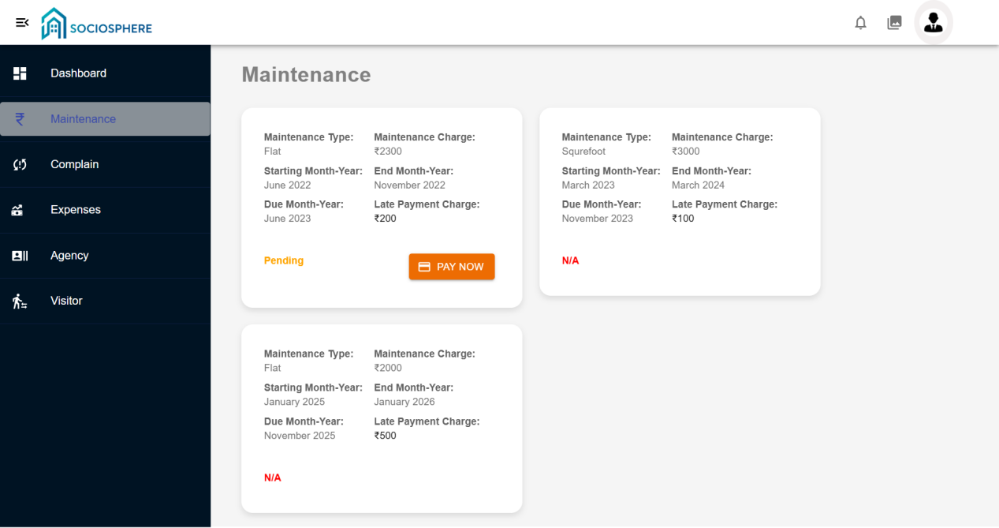 SOCIOSPHERE
Dashboard
Maintenance
Complain
Expenses
Agency
Visitor
Maintenance
Maintenance Type: Maintenance Charge:
Flat ₹2300
Starting Month-Year: End Month-Year:
June 2022 November 2022
Due Month-Year: Late Payment Charge:
June 2023 ₹200
Pending PAY NOW
Maintenance Type: Maintenance Charge:
Squrefoot ₹3000
Starting Month-Year: End Month-Year:
March 2023 March 2024
Due Month-Year: Late Payment Charge:
November 2023 ₹100
N/A
Maintenance Type: Maintenance Charge:
Flat ₹2000
Starting Month-Year: End Month-Year:
January 2025 January 2026
Due Month-Year: Late Payment Charge:
November 2025 ₹500
N/A